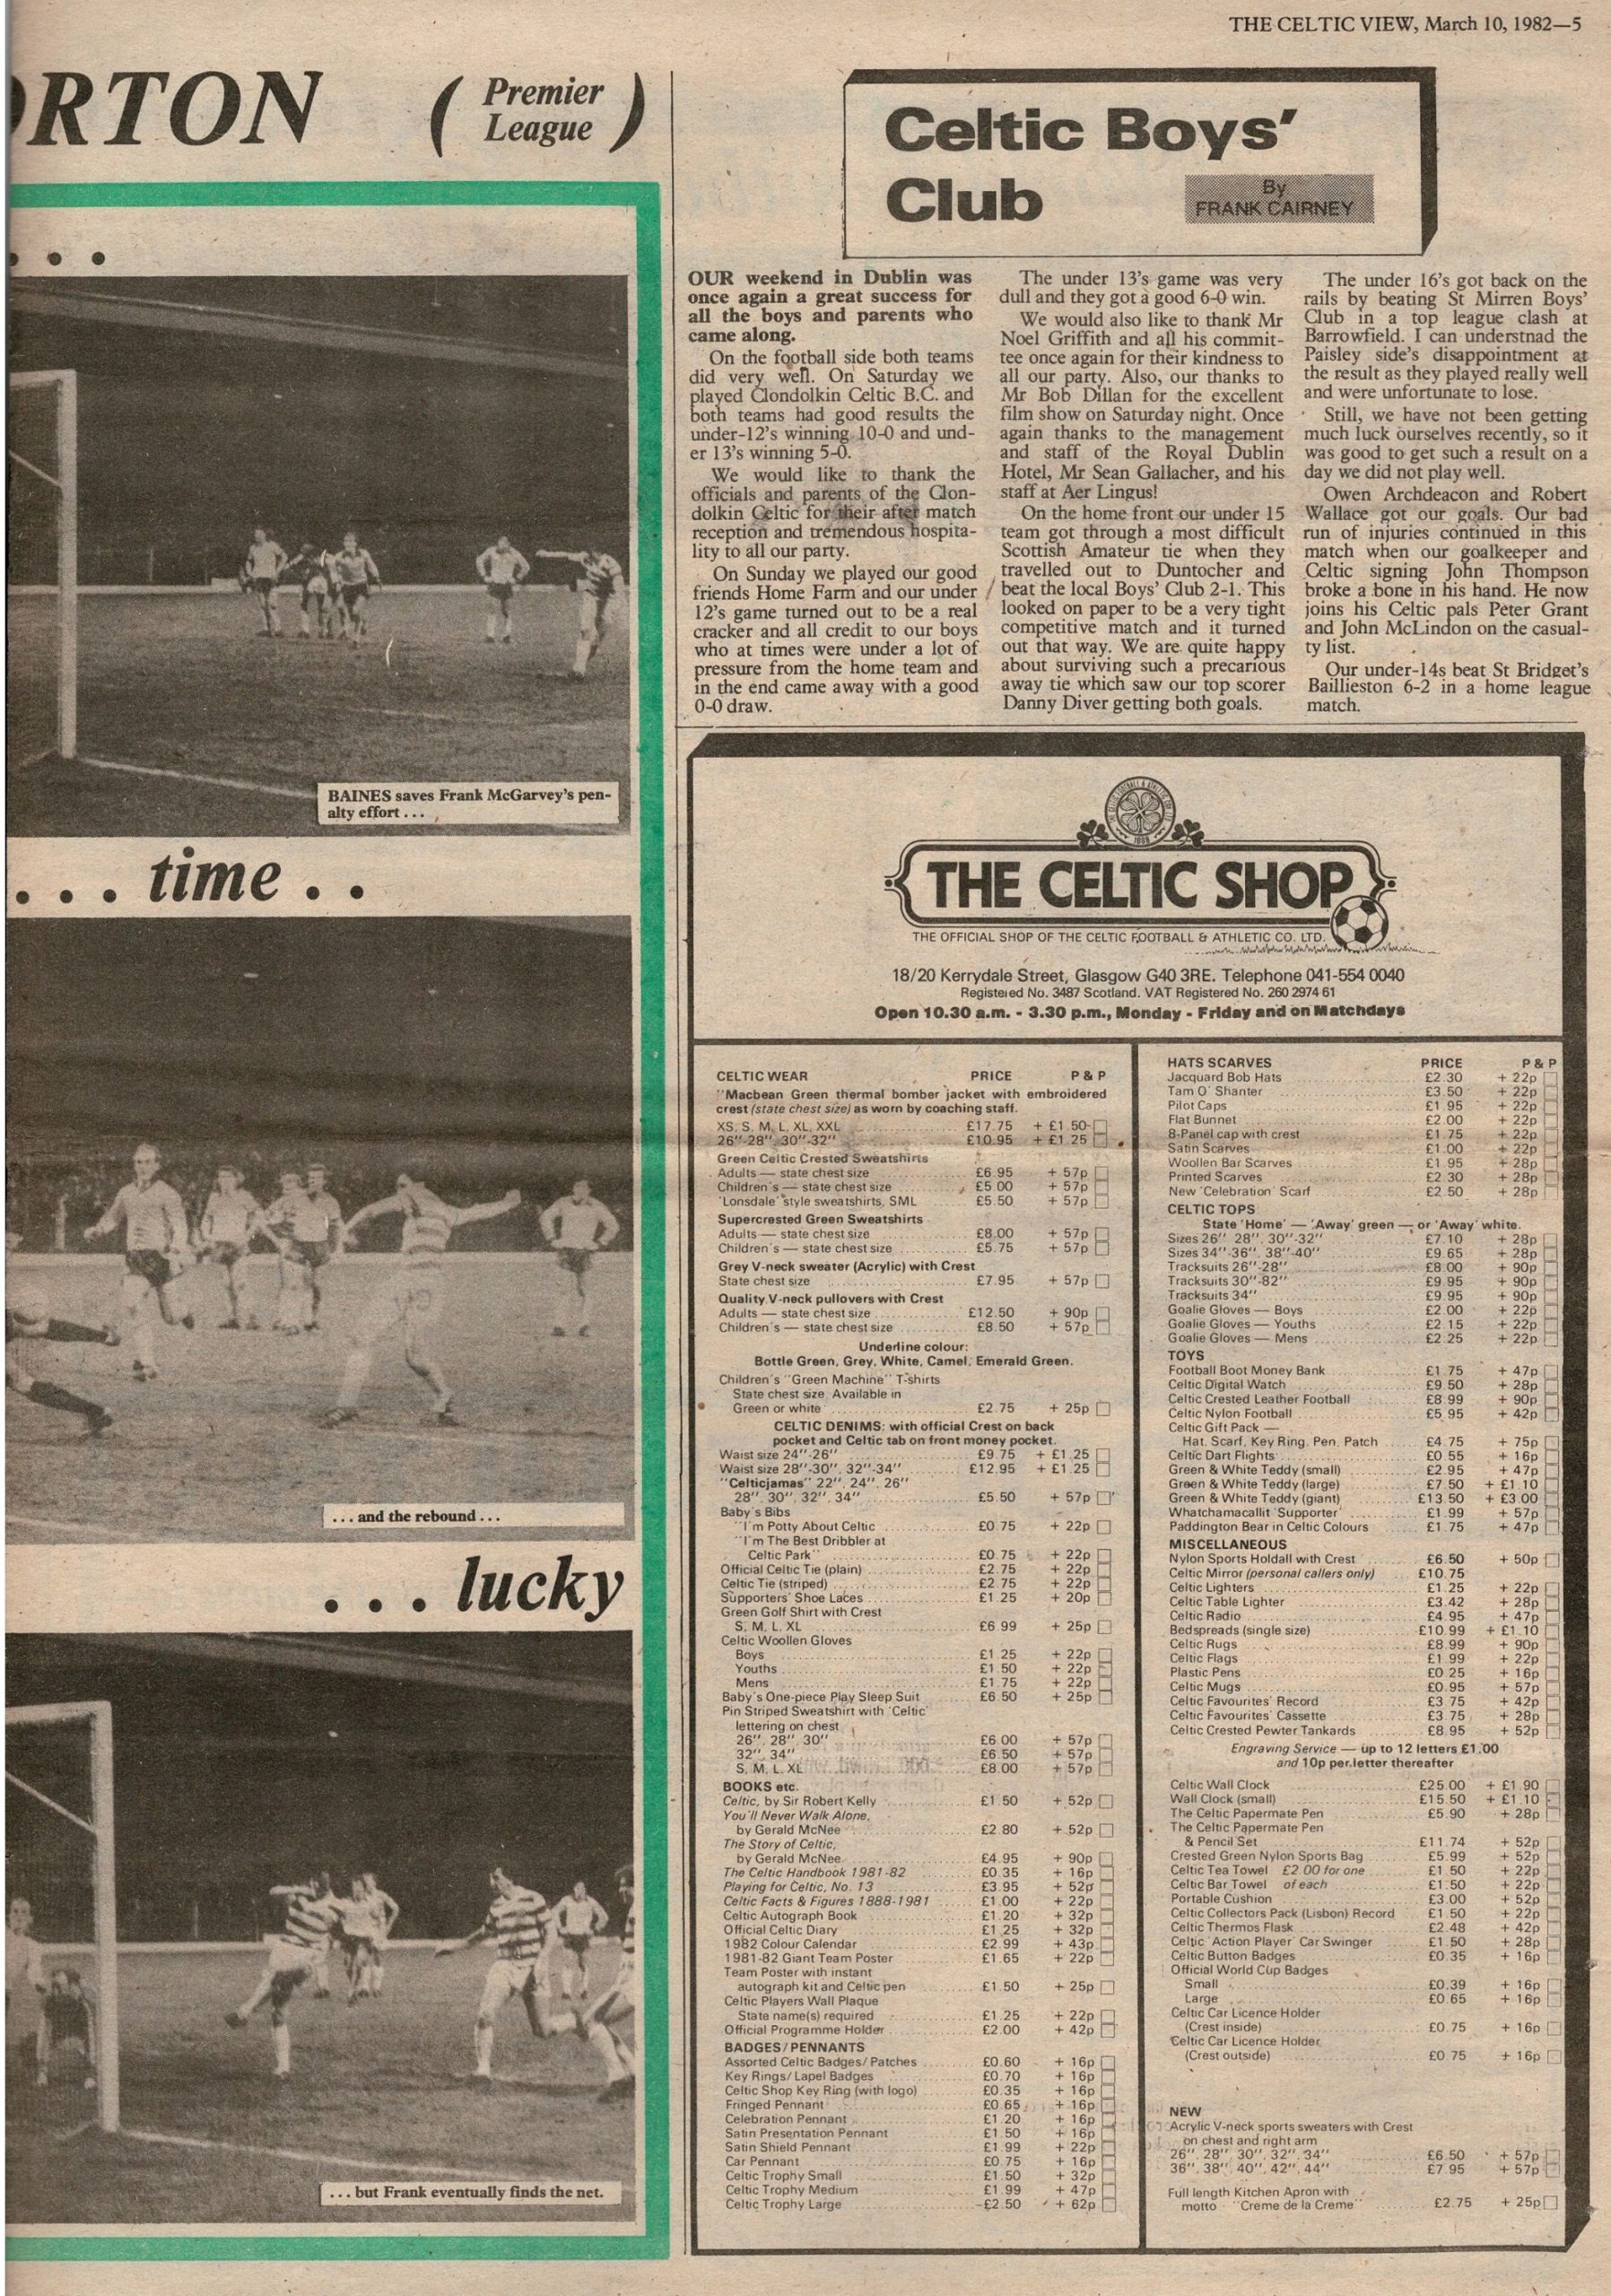 THE CELTIC VIEW, March 10, 1982—5
RTON
( Premier
League )
. . .
BAINES saves Frank McGarvey's pen-
alty effort . . .
. . . time . .
. . . and the rebound . . .
. . . lucky
. . . but Frank eventually finds the net.
Celtic Boys'
Club
By
FRANK CAIRNEY
OUR weekend in Dublin was
once again a great success for
all the boys and parents who
came along.
On the football side both teams
did very well. On Saturday we
played Clondolkin Celtic B.C. and
both teams had good results the
under-12's winning 10-0 and und-
er 13's winning 5-0.
We would like to thank the
officials and parents of the Clon-
dolkin Celtic for their after match
reception and tremendous hospita-
lity to all our party.
On Sunday we played our good
friends Home Farm and our under
12's game turned out to be a real
cracker and all credit to our boys
who at times were under a lot of
pressure from the home team and
in the end came away with a good
0-0 draw.
The under 13's game was very
dull and they got a good 6-0 win.
We would also like to thank Mr
Noel Griffith and all his commit-
tee once again for their kindness to
all our party. Also, our thanks to
Mr Bob Dillan for the excellent
film show on Saturday night. Once
again thanks to the management
and staff of the Royal Dublin
Hotel, Mr Sean Gallacher, and his
staff at Aer Lingus!
On the home front our under 15
team got through a most difficult
Scottish Amateur tie when they
travelled out to Duntocher and
beat the local Boys' Club 2-1. This
looked on paper to be a very tight
competitive match and it turned
out that way. We are quite happy
about surviving such a precarious
away tie which saw our top scorer
Danny Diver getting both goals.
The under 16's got back on the
rails by beating St Mirren Boys'
Club in a top league clash at
Barrowfield. I can understnad the
Paisley side's disappointment at
the result as they played really well
and were unfortunate to lose.
Still, we have not been getting
much luck ourselves recently, so it
was good to get such a result on a
day we did not play well.
Owen Archdeacon and Robert
Wallace got our goals. Our bad
run of injuries continued in this
match when our goalkeeper and
Celtic signing John Thompson
broke a bone in his hand. He now
joins his Celtic pals Peter Grant
and John McLindon on the casual-
ty list.
Our under-14s beat St Bridget's
Baillieston 6-2 in a home league
match.
THE CELTIC SHOP
THE OFFICIAL SHOP OF THE CELTIC FOOTBALL & ATHLETIC CO. LTD.
18/20 Kerrydale Street, Glasgow G40 3RE. Telephone 041-554 0040
Registered No. 3487 Scotland. VAT Registered No. 260 2974 61
Open 10.30 a.m. - 3.30 p.m., Monday - Friday and on Matchdays
CELTIC WEAR PRICE P & P
"Macbean Green thermal bomber jacket with embroidered
crest (state chest size) as worn by coaching staff.
XS, S, M, L, XL, XXL £17.75 + £1.50
26"-28", 30"-32" £10.95 + £1.25
Green Celtic Crested Sweatshirts
Adults — state chest size £6.95 + 57p
Children's — state chest size £5.00 + 57p
'Lonsdale' style sweatshirts, SML £5.50 + 57p
Supercrested Green Sweatshirts
Adults — state chest size £8.00 + 57p
Children's — state chest size £5.75 + 57p
Grey V-neck sweater (Acrylic) with Crest
State chest size £7.95 + 57p
Quality V-neck pullovers with Crest
Adults — state chest size £12.50 + 90p
Children's — state chest size £8.50 + 57p
Underline colour:
Bottle Green, Grey, White, Camel, Emerald Green.
Children's "Green Machine" T-shirts
State chest size. Available in
Green or white £2.75 + 25p
CELTIC DENIMS: with official Crest on back
pocket and Celtic tab on front money pocket.
Waist size 24"-26" £9.75 + £1.25
Waist size 28"-30", 32"-34" £12.95 + £1.25
"Celticjamas" 22", 24", 26"
28", 30", 32", 34" £5.50 + 57p
Baby's Bibs
"I'm Potty About Celtic £0.75 + 22p
"I'm The Best Dribbler at
Celtic Park" £0.75 + 22p
Official Celtic Tie (plain) £2.75 + 22p
Celtic Tie (striped) £2.75 + 22p
Supporters' Shoe Laces £1.25 + 20p
Green Golf Shirt with Crest
S, M, L, XL £6.99 + 25p
Celtic Woollen Gloves
Boys £1.25 + 22p
Youths £1.50 + 22p
Mens £1.75 + 22p
Baby's One-piece Play Sleep Suit £6.50 + 25p
Pin Striped Sweatshirt with 'Celtic'
lettering on chest
26", 28", 30" £6.00 + 57p
32", 34" £6.50 + 57p
S, M, L, XL £8.00 + 57p
BOOKS etc.
Celtic, by Sir Robert Kelly £1.50 + 52p
You'll Never Walk Alone,
by Gerald McNee £2.80 + 52p
The Story of Celtic,
by Gerald McNee £4.95 + 90p
The Celtic Handbook 1981-82 £0.35 + 16p
Playing for Celtic, No. 13 £3.95 + 52p
Celtic Facts & Figures 1888-1981 £1.00 + 22p
Celtic Autograph Book £1.20 + 32p
Official Celtic Diary £1.25 + 32p
1982 Colour Calendar £2.99 + 43p
1981-82 Giant Team Poster £1.65 + 22p
Team Poster with instant
autograph kit and Celtic pen £1.50 + 25p
Celtic Players Wall Plaque
State name(s) required £1.25 + 22p
Official Programme Holder £2.00 + 42p
BADGES/PENNANTS
Assorted Celtic Badges/Patches £0.60 + 16p
Key Rings/Lapel Badges £0.70 + 16p
Celtic Shop Key Ring (with logo) £0.35 + 16p
Fringed Pennant £0.65 + 16p
Celebration Pennant £1.20 + 16p
Satin Presentation Pennant £1.50 + 16p
Satin Shield Pennant £1.99 + 22p
Car Pennant £0.75 + 16p
Celtic Trophy Small £1.50 + 32p
Celtic Trophy Medium £1.99 + 47p
Celtic Trophy Large £2.50 + 62p
HATS SCARVES PRICE P & P
Jacquard Bob Hats £2.30 + 22p
Tam O' Shanter £3.50 + 22p
Pilot Caps £1.95 + 22p
Flat Bunnet £2.00 + 22p
8-Panel cap with crest £1.75 + 22p
Satin Scarves £1.00 + 22p
Woollen Bar Scarves £1.95 + 28p
Printed Scarves £2.30 + 28p
New 'Celebration' Scarf £2.50 + 28p
CELTIC TOPS
State 'Home' — 'Away' green — or 'Away' white.
Sizes 26" 28", 30"-32" £7.10 + 28p
Sizes 34"-36", 38"-40" £9.65 + 28p
Tracksuits 26"-28" £8.00 + 90p
Tracksuits 30"-82" £9.95 + 90p
Tracksuits 34" £9.95 + 90p
Goalie Gloves — Boys £2.00 + 22p
Goalie Gloves — Youths £2.15 + 22p
Goalie Gloves — Mens £2.25 + 22p
TOYS
Football Boot Money Bank £1.75 + 47p
Celtic Digital Watch £9.50 + 28p
Celtic Crested Leather Football £8.99 + 90p
Celtic Nylon Football £5.95 + 42p
Celtic Gift Pack —
Hat, Scarf, Key Ring, Pen, Patch £4.75 + 75p
Celtic Dart Flights £0.55 + 16p
Green & White Teddy (small) £2.95 + 47p
Green & White Teddy (large) £7.50 + £1.10
Green & White Teddy (giant) £13.50 + £3.00
Whatchamacallit 'Supporter' £1.99 + 57p
Paddington Bear in Celtic Colours £1.75 + 47p
MISCELLANEOUS
Nylon Sports Holdall with Crest £6.50 + 50p
Celtic Mirror (personal callers only) £10.75
Celtic Lighters £1.25 + 22p
Celtic Table Lighter £3.42 + 28p
Celtic Radio £4.95 + 47p
Bedspreads (single size) £10.99 + £1.10
Celtic Rugs £8.99 + 90p
Celtic Flags £1.99 + 22p
Plastic Pens £0.25 + 16p
Celtic Mugs £0.95 + 57p
Celtic Favourites' Record £3.75 + 42p
Celtic Favourites' Cassette £3.75 + 28p
Celtic Crested Pewter Tankards £8.95 + 52p
Engraving Service — up to 12 letters £1.00
and 10p per letter thereafter
Celtic Wall Clock £25.00 + £1.90
Wall Clock (small) £15.50 + £1.10
The Celtic Papermate Pen £5.90 + 28p
The Celtic Papermate Pen
& Pencil Set £11.74 + 52p
Crested Green Nylon Sports Bag £5.99 + 52p
Celtic Tea Towel £2.00 for one £1.50 + 22p
Celtic Bar Towel of each £1.50 + 22p
Portable Cushion £3.00 + 52p
Celtic Collectors Pack (Lisbon) Record £1.50 + 22p
Celtic Thermos Flask £2.48 + 42p
Celtic 'Action Player' Car Swinger £1.50 + 28p
Celtic Button Badges £0.35 + 16p
Official World Cup Badges
Small £0.39 + 16p
Large £0.65 + 16p
Celtic Car Licence Holder
(Crest inside) £0.75 + 16p
Celtic Car Licence Holder
(Crest outside) £0.75 + 16p
NEW
Acrylic V-neck sports sweaters with Crest
on chest and right arm
26", 28", 30", 32", 34" £6.50 + 57p
36", 38", 40", 42", 44" £7.95 + 57p
Full length Kitchen Apron with
motto "Creme de la Creme" £2.75 + 25p